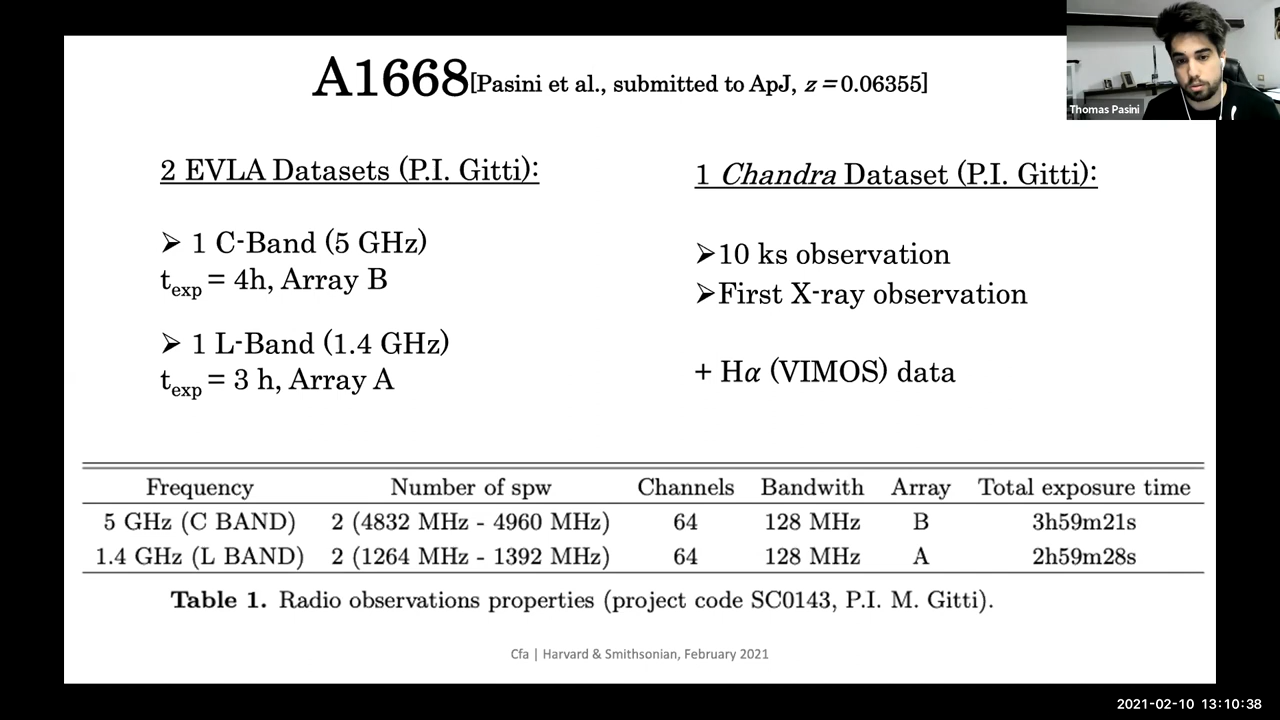 A1668[Pasini et al., submitted to ApJ, z = 0.06355]
Thomas Pasini
2 EVLA Datasets (P.I. Gitti):
➢ 1 C-Band (5 GHz)
texp = 4h, Array B
➢ 1 L-Band (1.4 GHz)
texp = 3 h, Array A
1 Chandra Dataset (P.I. Gitti):
➢10 ks observation
➢First X-ray observation
+ Hα (VIMOS) data
Frequency Number of spw Channels Bandwith Array Total exposure time
5 GHz (C BAND) 2 (4832 MHz - 4960 MHz) 64 128 MHz B 3h59m21s
1.4 GHz (L BAND) 2 (1264 MHz - 1392 MHz) 64 128 MHz A 2h59m28s
Table 1. Radio observations properties (project code SC0143, P.I. M. Gitti).
Cfa | Harvard & Smithsonian, February 2021
2021-02-10 13:10:38